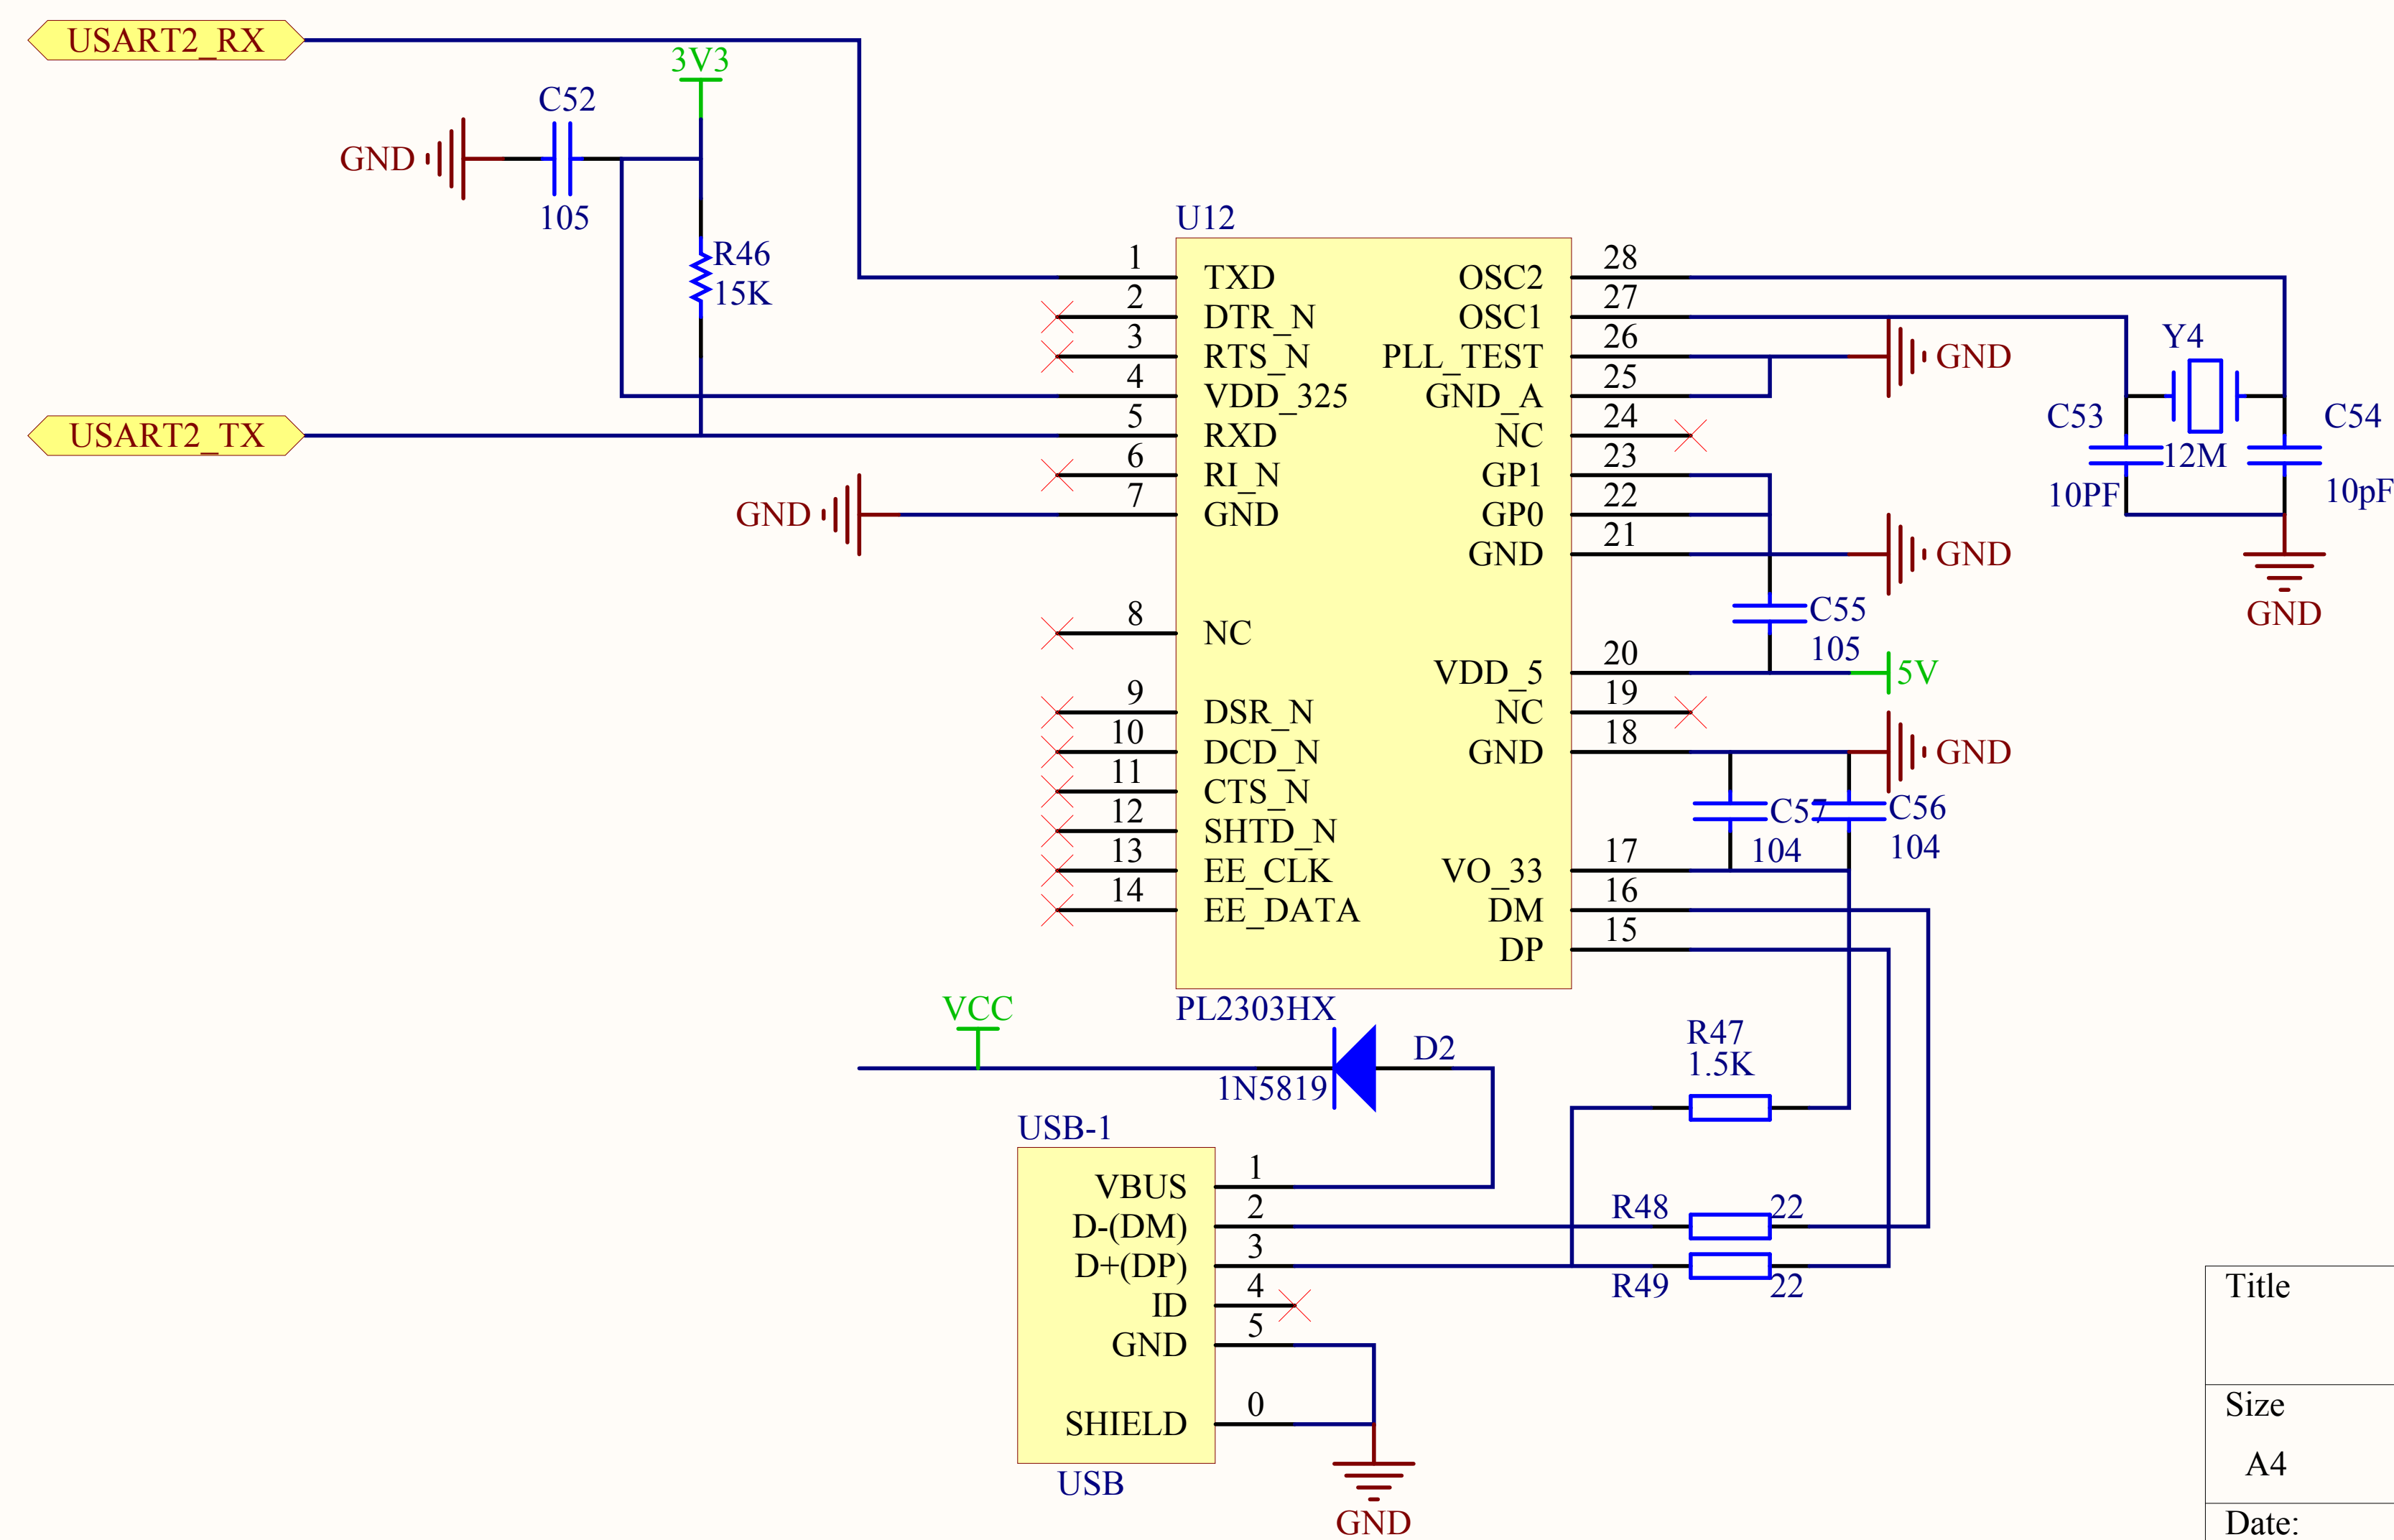 USART2_RX
3V3
C52
GND
105
R46
15K
USART2_TX
GND
U12
1 TXD
2 DTR_N
3 RTS_N
4 VDD_325
5 RXD
6 RI_N
7 GND
8 NC
9 DSR_N
10 DCD_N
11 CTS_N
12 SHTD_N
13 EE_CLK
14 EE_DATA
OSC2 28
OSC1 27
PLL_TEST 26
GND_A 25
NC 24
GP1 23
GP0 22
GND 21
VDD_5 20
NC 19
GND 18
VO_33 17
DM 16
DP 15
PL2303HX
GND
Y4
12M
C53
10PF
C54
10pF
GND
GND
C55
105
5V
GND
C57
104
C56
104
VCC
D2
1N5819
R47
1.5K
USB-1
VBUS 1
D-(DM) 2
D+(DP) 3
ID 4
GND 5
SHIELD 0
USB
R48 22
R49 22
GND
Title
Size
A4
Date: